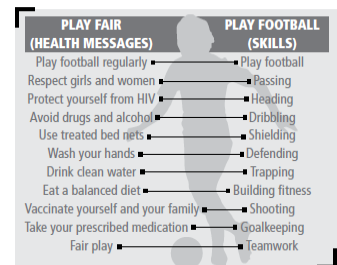 PLAY FAIR PLAY FOOTBALL
(HEALTH MESSAGES) (SKILLS)
Play football regularly Play football
Respect girls and women Passing
Protect yourself from HIV Heading
Avoid drugs and alcohol Dribbling
Use treated bed nets Shielding
Wash your hands Defending
Drink clean water Trapping
Eat a balanced diet Building fitness
Vaccinate yourself and your family Shooting
Take your prescribed medication Goalkeeping
Fair play Teamwork